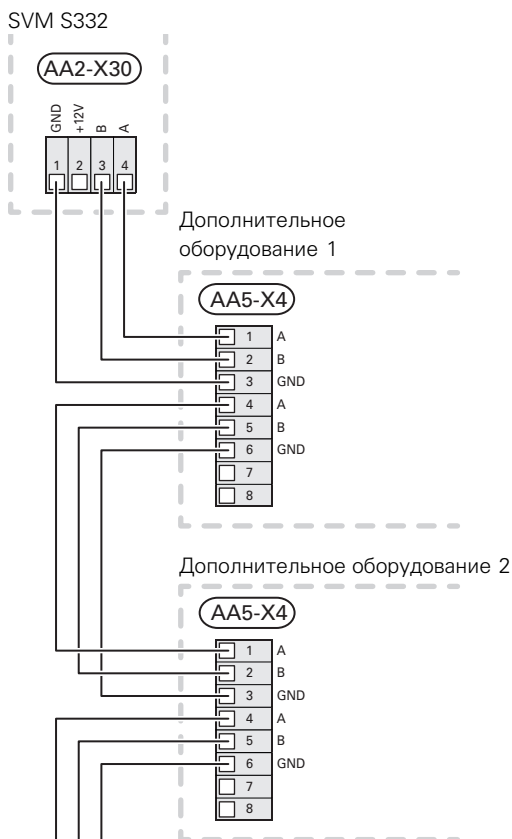 SVM S332
AA2-X30
GND +12V B A
1 2 3 4
Дополнительное
оборудование 1
AA5-X4
1 A
2 B
3 GND
4 A
5 B
6 GND
7
8
Дополнительное оборудование 2
AA5-X4
1 A
2 B
3 GND
4 A
5 B
6 GND
7
8